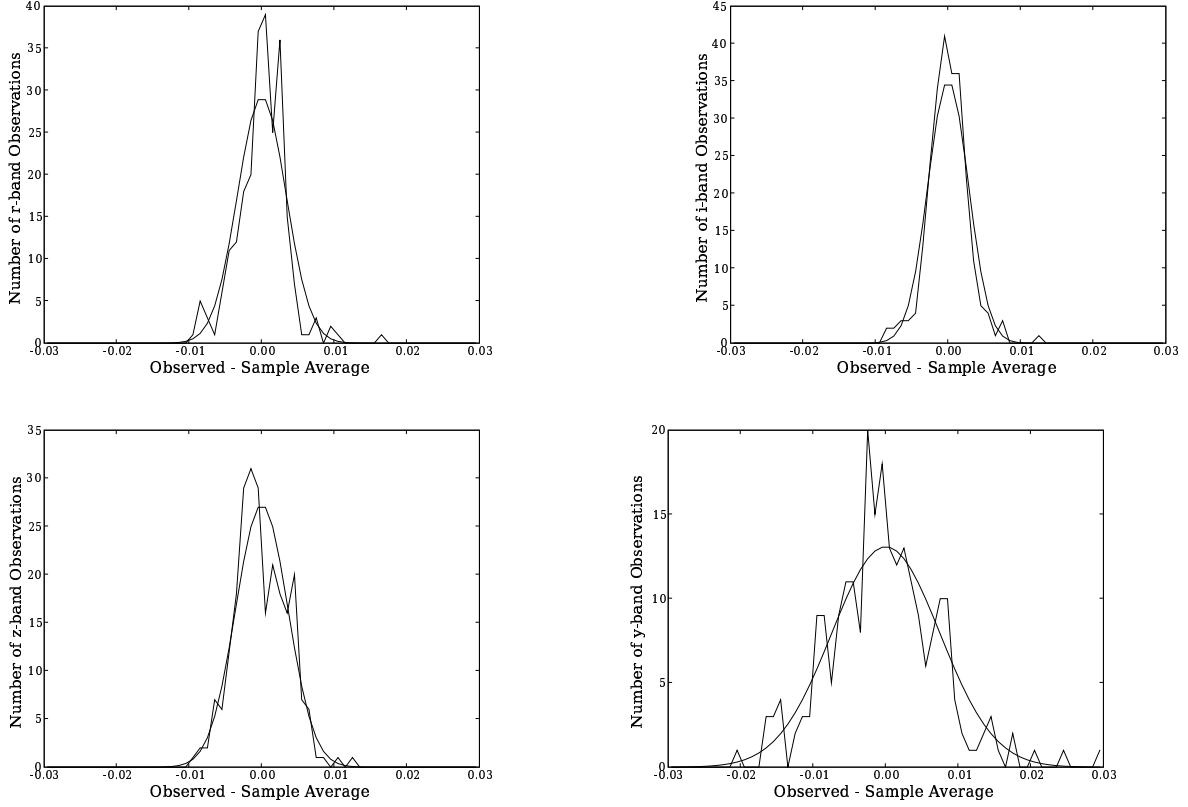 40
35
30
25
20
15
10
5
0
Number of r-band Observations
-0.03 -0.02 -0.01 0.00 0.01 0.02 0.03
Observed - Sample Average
45
40
35
30
25
20
15
10
5
0
Number of i-band Observations
-0.03 -0.02 -0.01 0.00 0.01 0.02 0.03
Observed - Sample Average
35
30
25
20
15
10
5
0
Number of z-band Observations
-0.03 -0.02 -0.01 0.00 0.01 0.02 0.03
Observed - Sample Average
20
15
10
5
0
Number of y-band Observations
-0.03 -0.02 -0.01 0.00 0.01 0.02 0.03
Observed - Sample Average